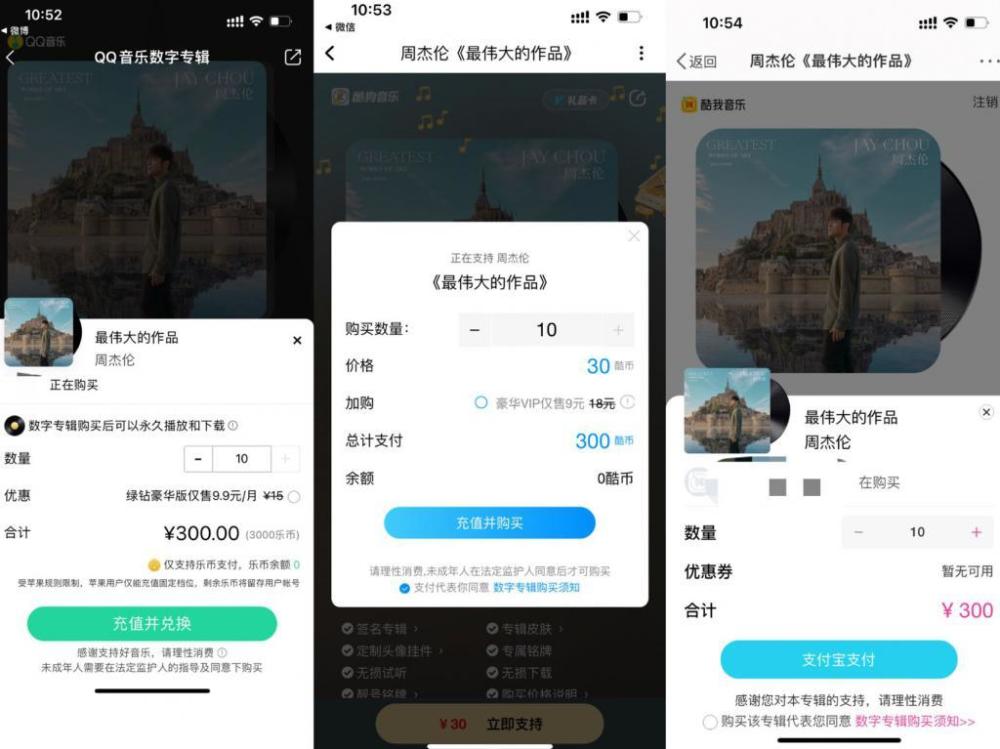 10:52
微博
QQ音乐
QQ音乐数字专辑
GREATEST
WORKS OF ART
JAY CHOU
周杰伦
最伟大的作品
周杰伦
正在购买
数字专辑购买后可以永久播放和下载
数量
- 10 +
优惠
绿钻豪华版仅售9.9元/月 ¥15
合计
¥300.00 (3000乐币)
仅支持乐币支付，乐币余额 0
受苹果规则限制，苹果用户仅能充值固定档位，剩余乐币将留存用户帐号
充值并兑换
感谢支持好音乐，请理性消费
未成年人需要在法定监护人的指导及同意下购买
10:53
微信
周杰伦《最伟大的作品》
酷狗音乐
礼品卡
GREATEST
WORKS OF ART
JAY CHOU
周杰伦
正在支持 周杰伦
《最伟大的作品》
购买数量：
- 10 +
价格
30 酷币
加购
豪华VIP仅售9元 18元
总计支付
300 酷币
余额
0酷币
充值并购买
请理性消费,未成年人在法定监护人同意后才可购买
支付代表你同意 数字专辑购买须知
签名专辑
专辑皮肤
定制头像挂件
专属铭牌
无损试听
无损下载
靓号铭牌
购买价格说明
¥30 立即支持
10:54
返回
周杰伦《最伟大的作品》
酷我音乐
注销
GREATEST
WORKS OF ART
JAY CHOU
周杰伦
最伟大的作品
周杰伦
在购买
数量
- 10 +
优惠券
暂无可用
合计
¥300
支付宝支付
感谢您对本专辑的支持，请理性消费
购买该专辑代表您同意 数字专辑购买须知>>